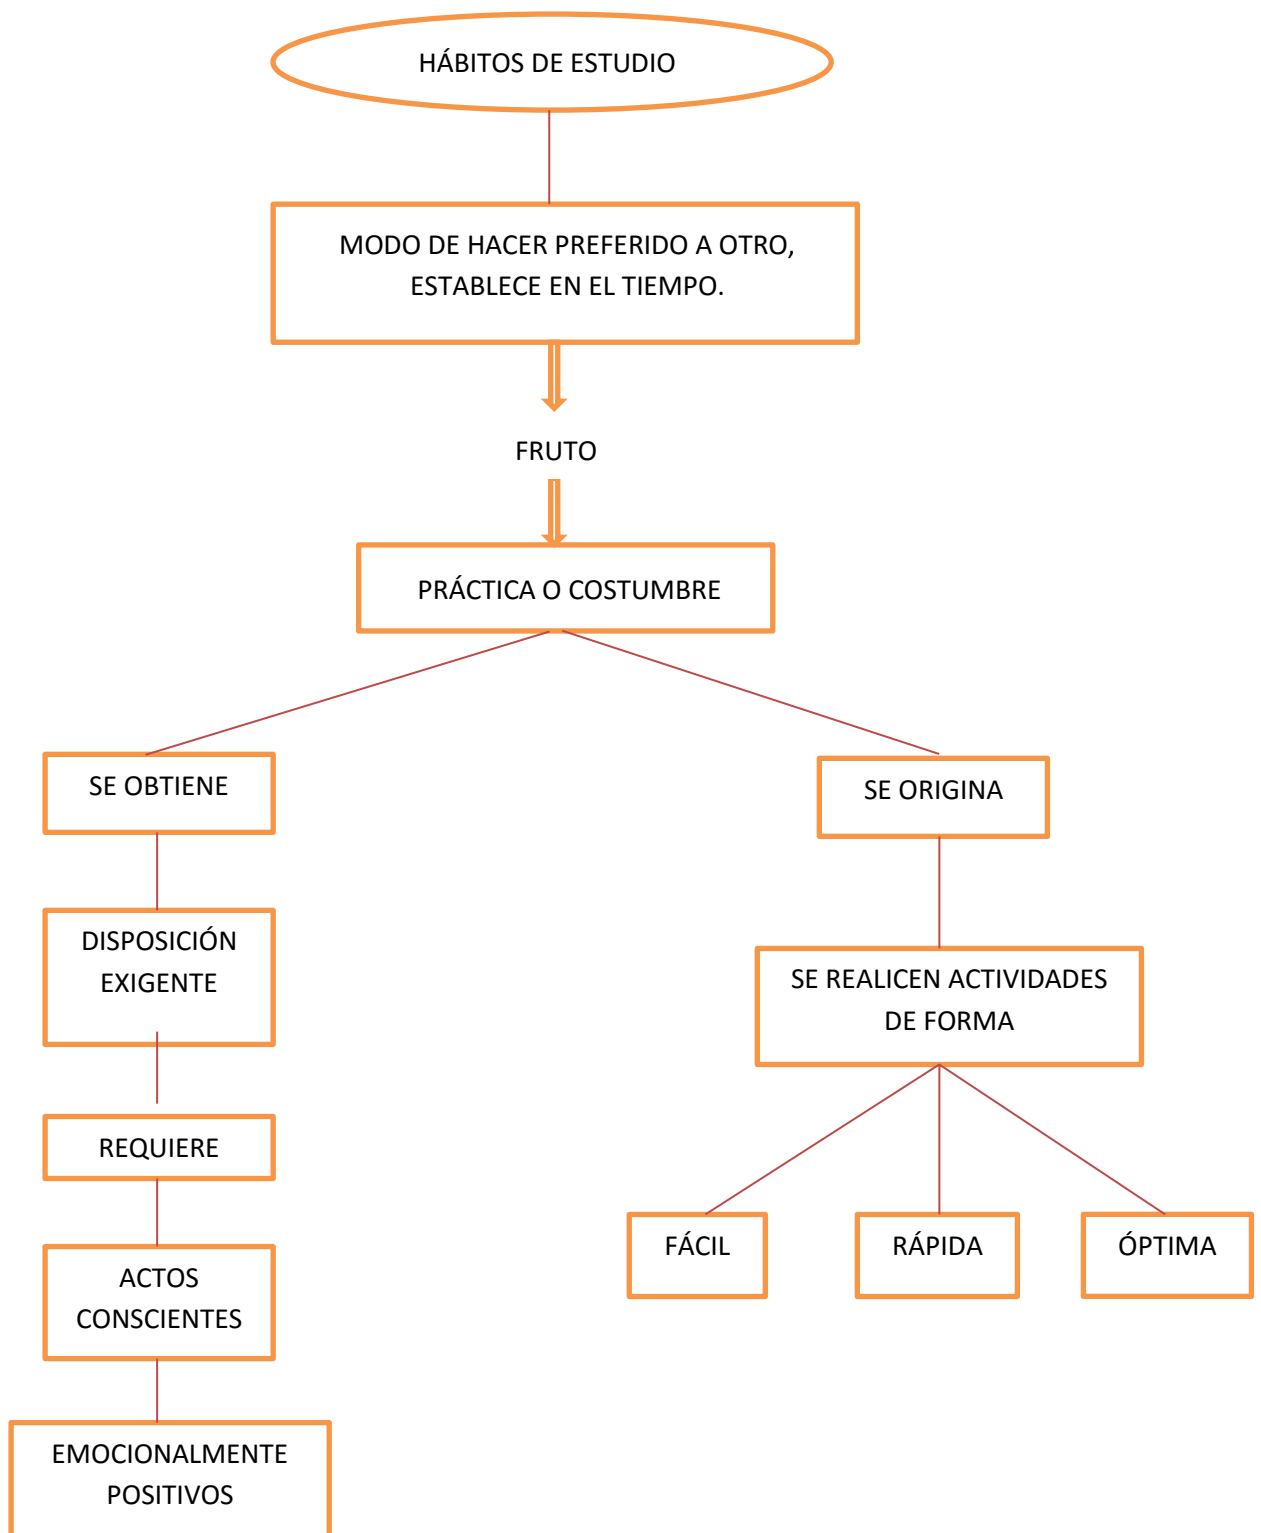 HÁBITOS DE ESTUDIO
MODO DE HACER PREFERIDO A OTRO,
ESTABLECE EN EL TIEMPO.
FRUTO
PRÁCTICA O COSTUMBRE
SE OBTIENE
SE ORIGINA
DISPOSICIÓN
EXIGENTE
SE REALICEN ACTIVIDADES
DE FORMA
REQUIERE
FÁCIL
RÁPIDA
ÓPTIMA
ACTOS
CONSCIENTES
EMOCIONALMENTE
POSITIVOS